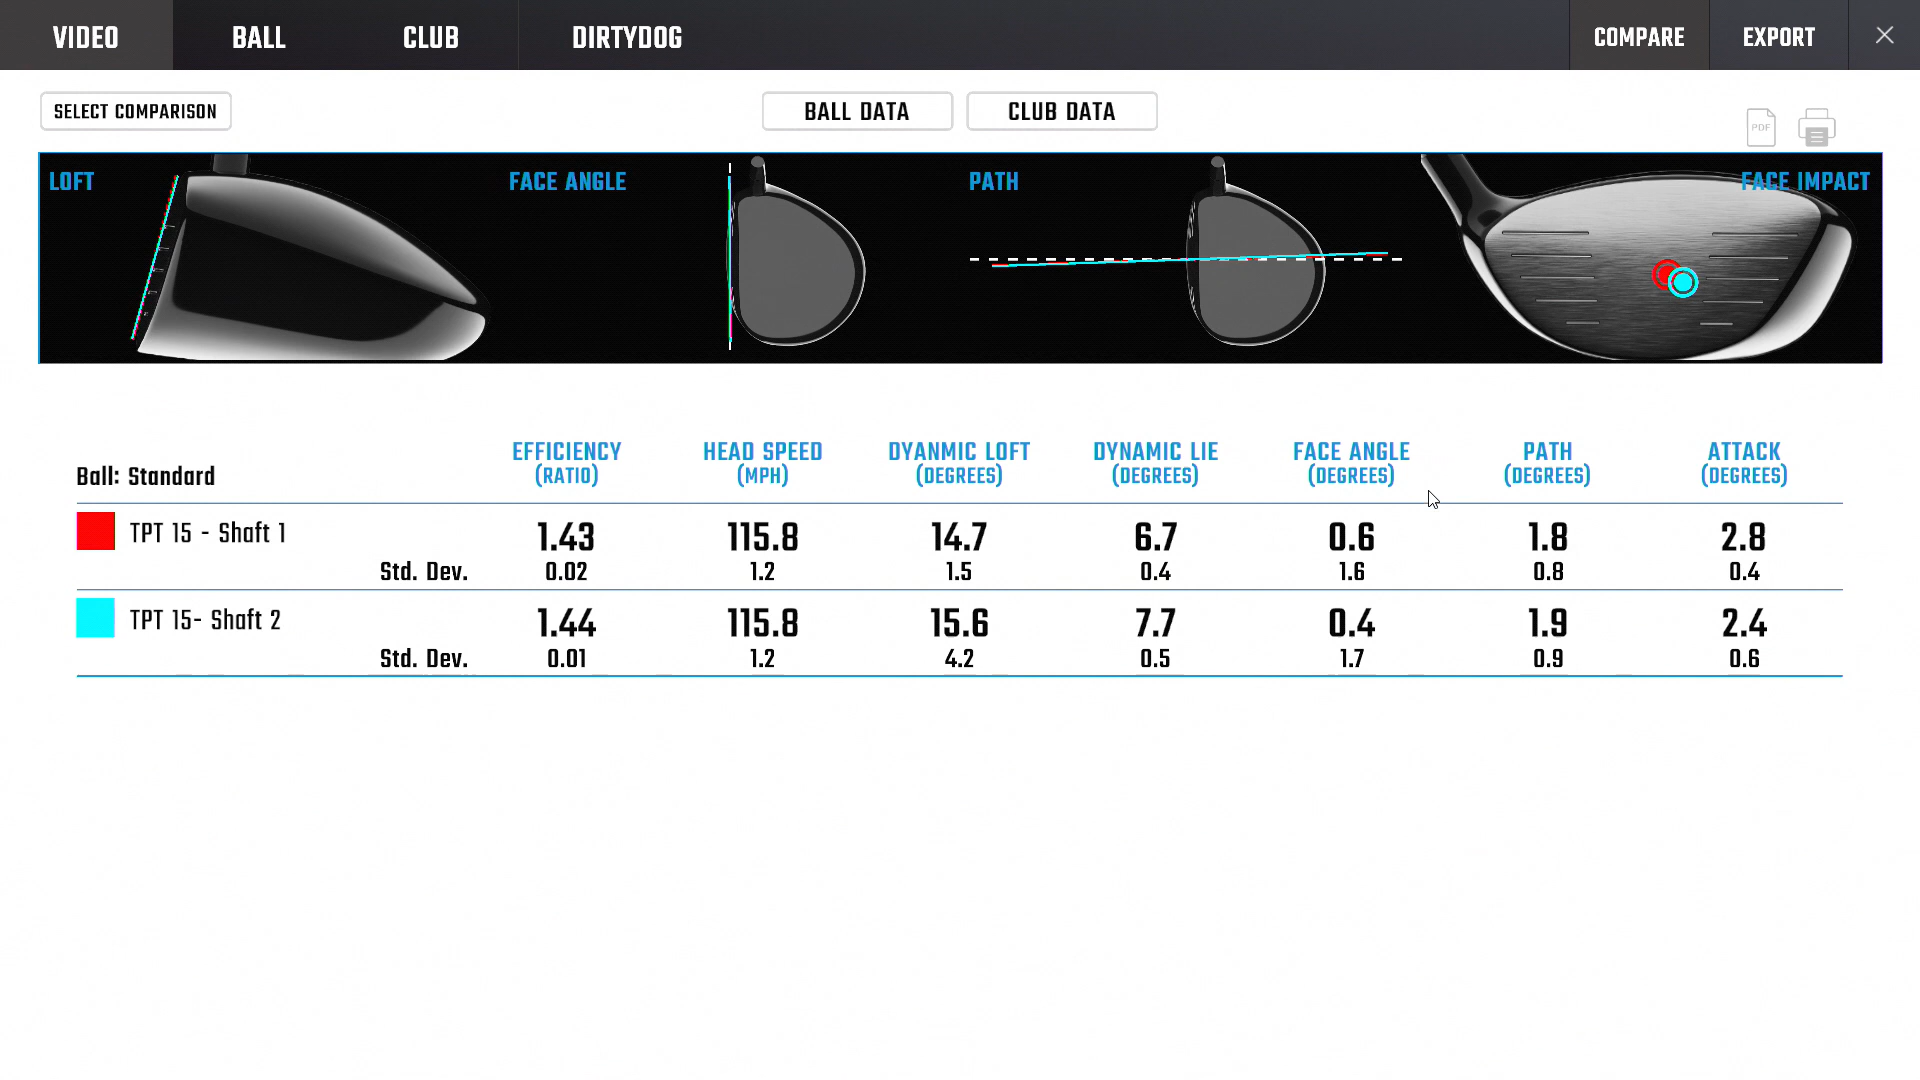 VIDEO BALL CLUB DIRTYDOG COMPARE EXPORT
SELECT COMPARISON BALL DATA CLUB DATA
PDF
LOFT FACE ANGLE PATH FACE IMPACT
EFFICIENCY HEAD SPEED DYANMIC LOFT DYNAMIC LIE FACE ANGLE PATH ATTACK
Ball: Standard (RATIO) (MPH) (DEGREES) (DEGREES) (DEGREES) (DEGREES) (DEGREES)
TPT 15 - Shaft 1 1.43 115.8 14.7 6.7 0.6 1.8 2.8
Std. Dev. 0.02 1.2 1.5 0.4 1.6 0.8 0.4
TPT 15- Shaft 2 1.44 115.8 15.6 7.7 0.4 1.9 2.4
Std. Dev. 0.01 1.2 4.2 0.5 1.7 0.9 0.6